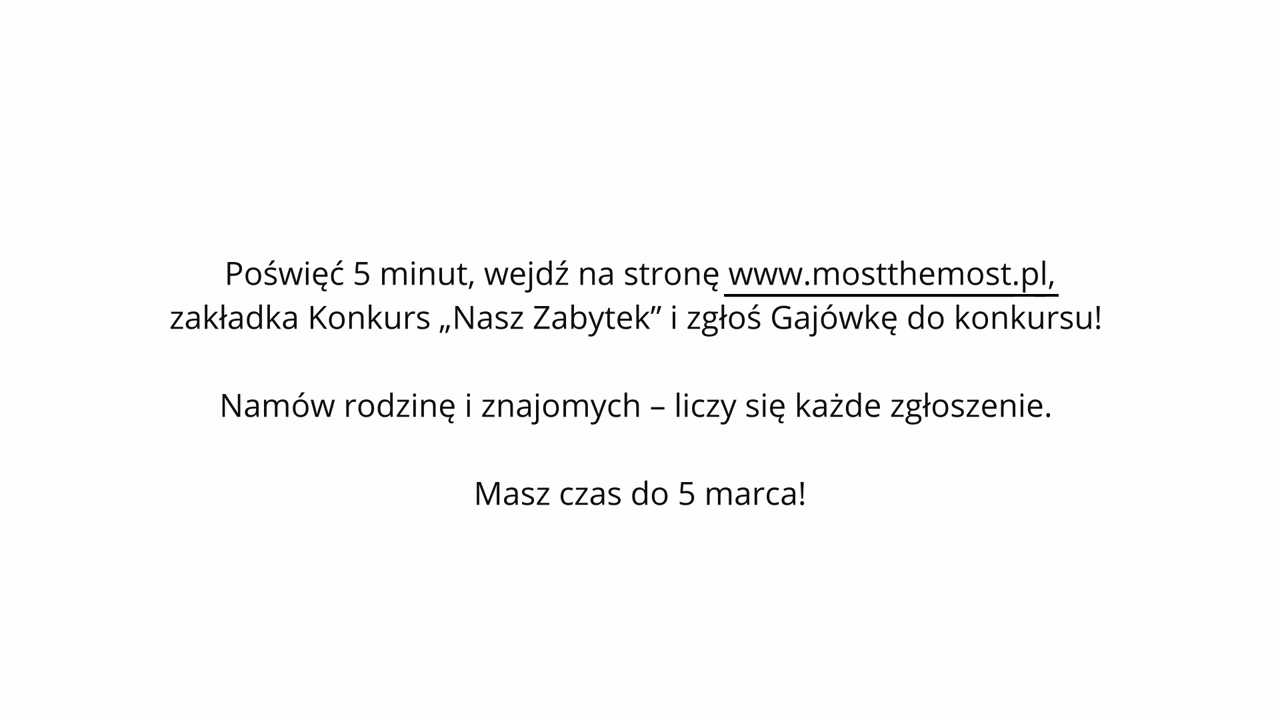 Poświęć 5 minut, wejdź na stronę www.mostthemost.pl,
zakładka Konkurs „Nasz Zabytek” i zgłoś Gajówkę do konkursu!
Namów rodzinę i znajomych – liczy się każde zgłoszenie.
Masz czas do 5 marca!